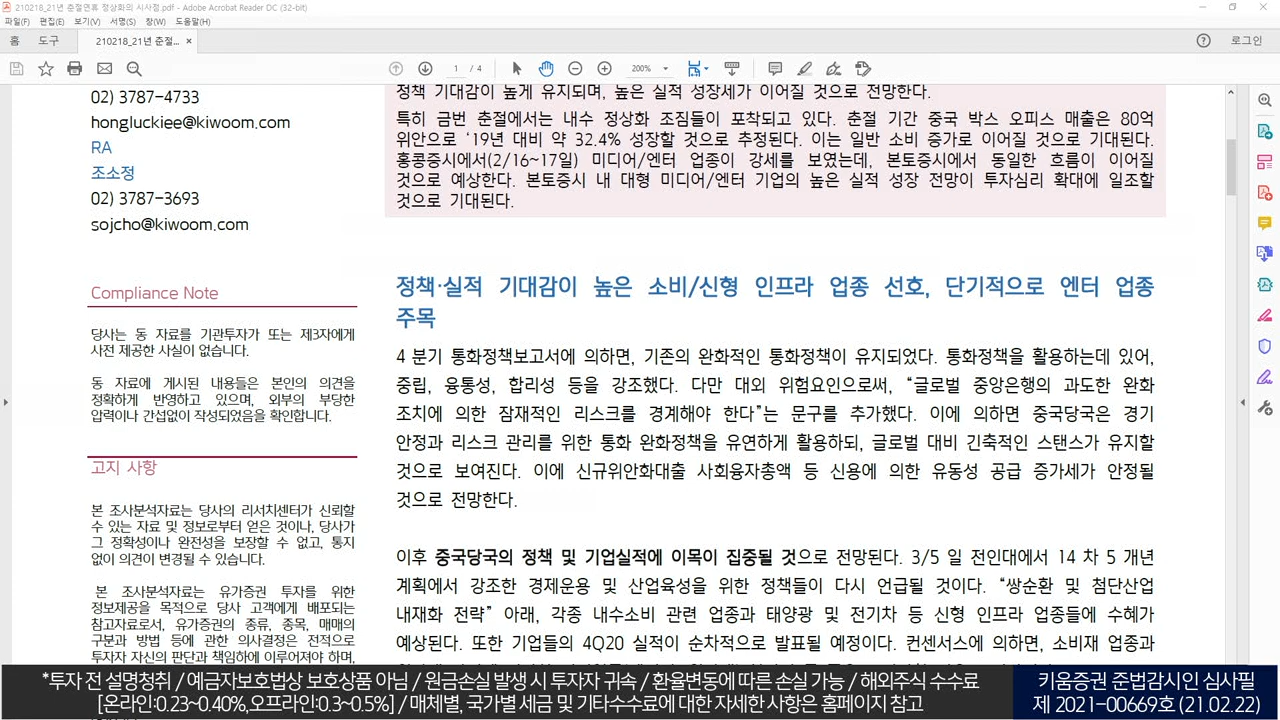 210218_21년 춘절연휴 정상화의 시사점.pdf - Adobe Acrobat Reader DC (32-bit)
파일(F) 편집(E) 보기(V) 서명(S) 창(W) 도움말(H)
홈 도구 210218_21년 춘절... × 로그인
1 / 4 200%
02) 3787-4733
hongluckiee@kiwoom.com
RA
조소정
02) 3787-3693
sojcho@kiwoom.com
Compliance Note
당사는 동 자료를 기관투자가 또는 제3자에게
사전 제공한 사실이 없습니다.
동 자료에 게시된 내용들은 본인의 의견을
정확하게 반영하고 있으며, 외부의 부당한
압력이나 간섭없이 작성되었음을 확인합니다.
고지 사항
본 조사분석자료는 당사의 리서치센터가 신뢰할
수 있는 자료 및 정보로부터 얻은 것이나, 당사가
그 정확성이나 완전성을 보장할 수 없고, 통지
없이 의견이 변경될 수 있습니다.
본 조사분석자료는 유가증권 투자를 위한
정보제공을 목적으로 당사 고객에게 배포되는
참고자료로서, 유가증권의 종류, 종목, 매매의
구분과 방법 등에 관한 의사결정은 전적으로
투자자 자신의 판단과 책임하에 이루어져야 하며,
정책 기대감이 높게 유지되며, 높은 실적 성장세가 이어질 것으로 전망한다.
특히 금번 춘절에서는 내수 정상화 조짐들이 포착되고 있다. 춘절 기간 중국 박스 오피스 매출은 80억
위안으로 ‘19년 대비 약 32.4% 성장할 것으로 추정된다. 이는 일반 소비 증가로 이어질 것으로 기대된다.
홍콩증시에서(2/16~17일) 미디어/엔터 업종이 강세를 보였는데, 본토증시에서 동일한 흐름이 이어질
것으로 예상한다. 본토증시 내 대형 미디어/엔터 기업의 높은 실적 성장 전망이 투자심리 확대에 일조할
것으로 기대된다.
정책·실적 기대감이 높은 소비/신형 인프라 업종 선호, 단기적으로 엔터 업종
주목
4 분기 통화정책보고서에 의하면, 기존의 완화적인 통화정책이 유지되었다. 통화정책을 활용하는데 있어,
중립, 융통성, 합리성 등을 강조했다. 다만 대외 위험요인으로써, “글로벌 중앙은행의 과도한 완화
조치에 의한 잠재적인 리스크를 경계해야 한다”는 문구를 추가했다. 이에 의하면 중국당국은 경기
안정과 리스크 관리를 위한 통화 완화정책을 유연하게 활용하되, 글로벌 대비 긴축적인 스탠스가 유지할
것으로 보여진다. 이에 신규위안화대출 사회융자총액 등 신용에 의한 유동성 공급 증가세가 안정될
것으로 전망한다.
이후 중국당국의 정책 및 기업실적에 이목이 집중될 것으로 전망된다. 3/5 일 전인대에서 14 차 5 개년
계획에서 강조한 경제운용 및 산업육성을 위한 정책들이 다시 언급될 것이다. “쌍순환 및 첨단산업
내재화 전략” 아래, 각종 내수소비 관련 업종과 태양광 및 전기차 등 신형 인프라 업종들에 수혜가
예상된다. 또한 기업들의 4Q20 실적이 순차적으로 발표될 예정이다. 컨센서스에 의하면, 소비재 업종과
*투자 전 설명청취 / 예금자보호법상 보호상품 아님 / 원금손실 발생 시 투자자 귀속 / 환율변동에 따른 손실 가능 / 해외주식 수수료
[온라인:0.23~0.40%,오프라인:0.3~0.5%] / 매체별, 국가별 세금 및 기타수수료에 대한 자세한 사항은 홈페이지 참고
키움증권 준법감시인 심사필
제 2021-00669호 (21.02.22)